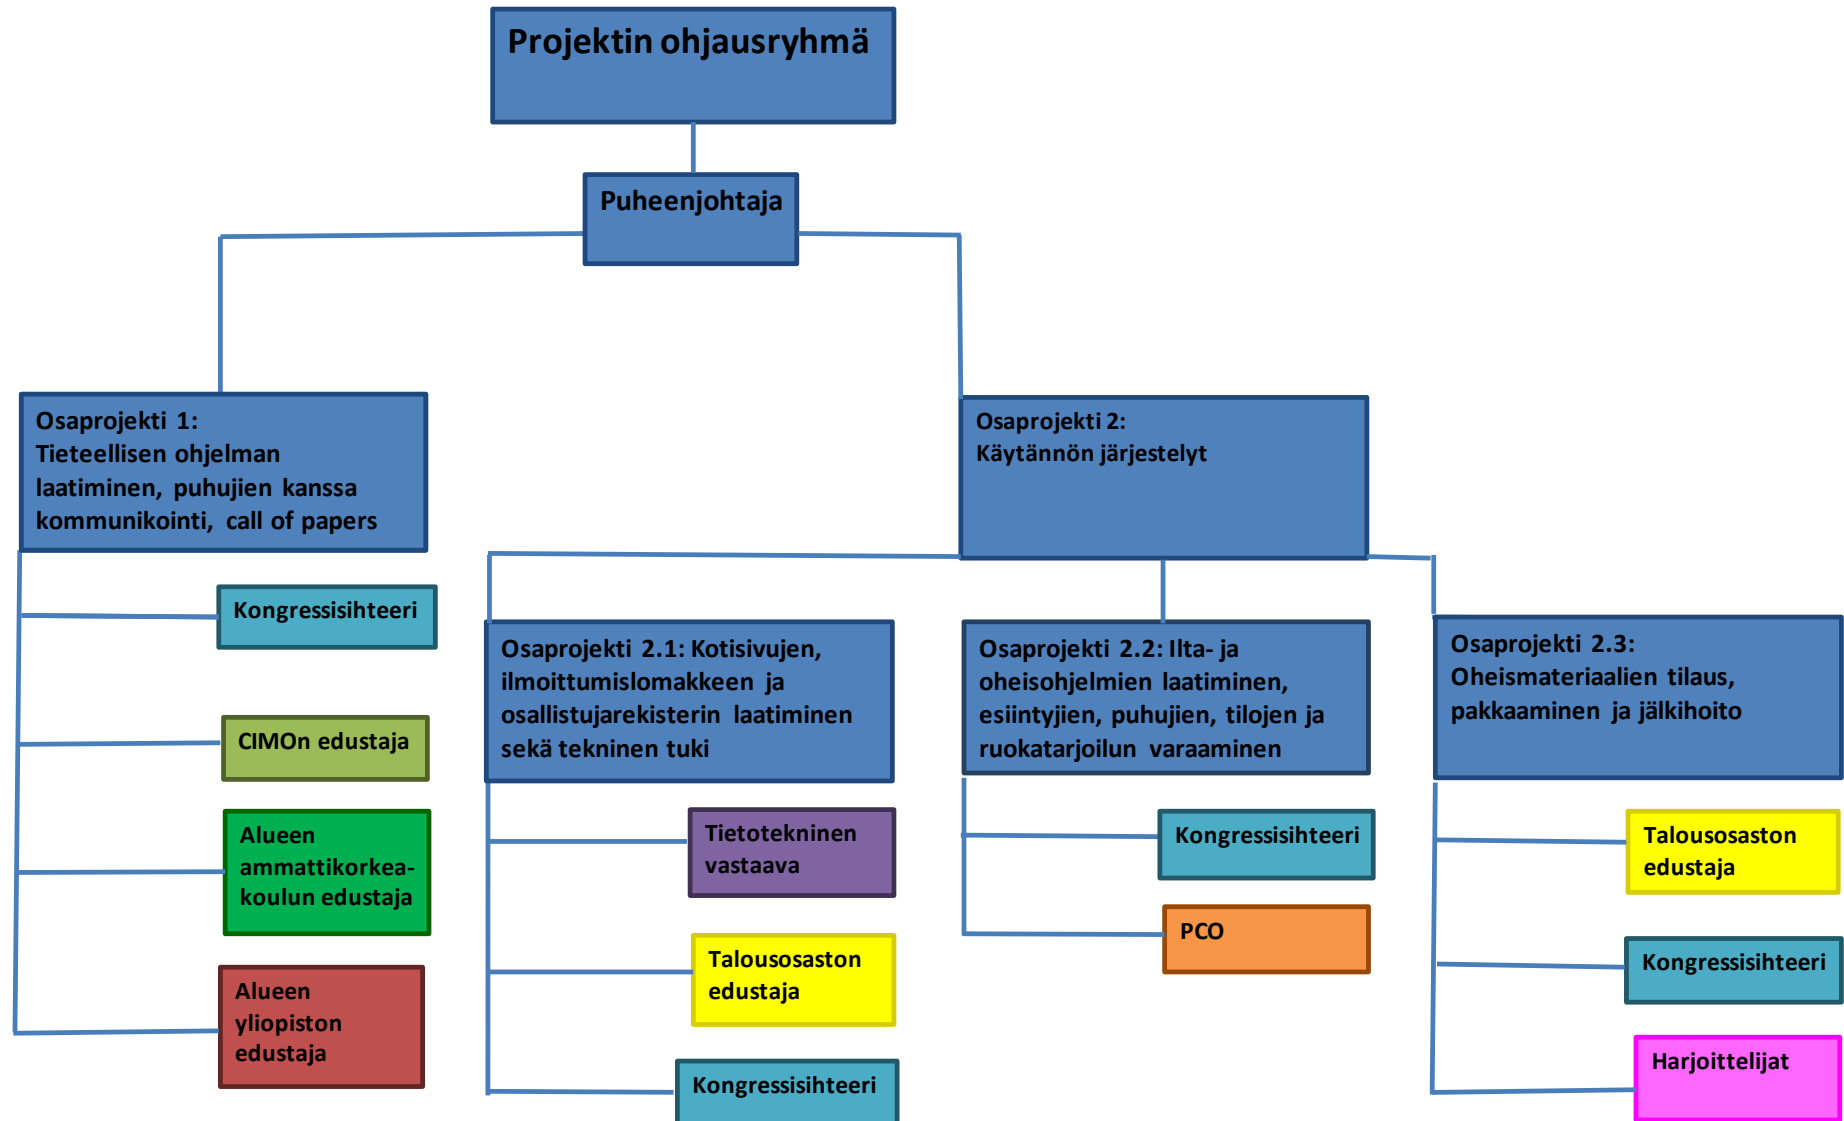 Projektin ohjausryhmä
Puheenjohtaja
Osaprojekti 1:
Tieteellisen ohjelman
laatiminen, puhujien kanssa
kommunikointi, call of papers
Kongressisihteeri
CIMOn edustaja
Alueen
ammattikorkea-
koulun edustaja
Alueen
yliopiston
edustaja
Osaprojekti 2:
Käytännön järjestelyt
Osaprojekti 2.1: Kotisivujen,
ilmoittumislomakkeen ja
osallistujarekisterin laatiminen
sekä tekninen tuki
Tietotekninen
vastaava
Talousosaston
edustaja
Kongressisihteeri
Osaprojekti 2.2: Ilta- ja
oheisohjelmien laatiminen,
esiintyjien, puhujien, tilojen ja
ruokatarjoilun varaaminen
Kongressisihteeri
PCO
Osaprojekti 2.3:
Oheismateriaalien tilaus,
pakkaaminen ja jälkihoito
Talousosaston
edustaja
Kongressisihteeri
Harjoittelijat